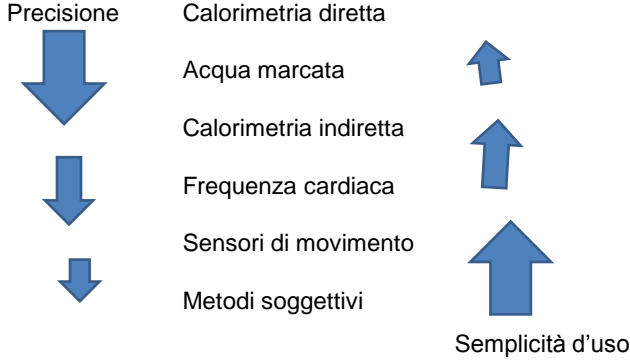 Precisione
Calorimetria diretta
Acqua marcata
Calorimetria indiretta
Frequenza cardiaca
Sensori di movimento
Metodi soggettivi
Semplicità d’uso